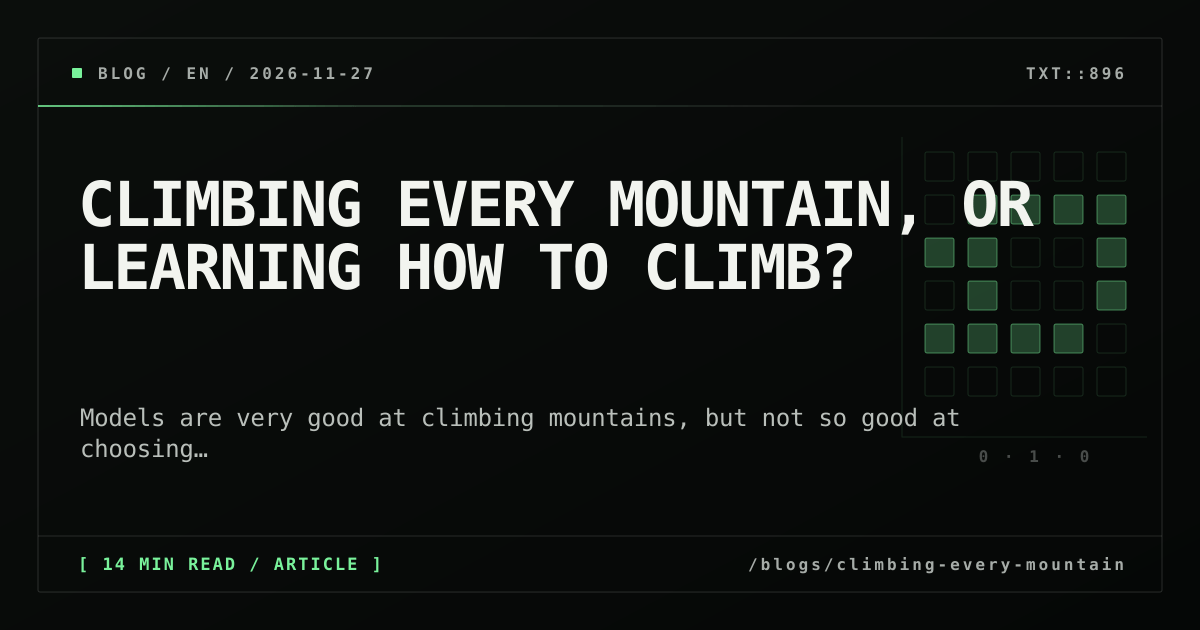 BLOG / EN / 2026-11-27
TXT::896
CLIMBING EVERY MOUNTAIN, OR
LEARNING HOW TO CLIMB?
Models are very good at climbing mountains, but not so good at
choosing…
0 · 1 · 0
[ 14 MIN READ / ARTICLE ]
/blogs/climbing-every-mountain